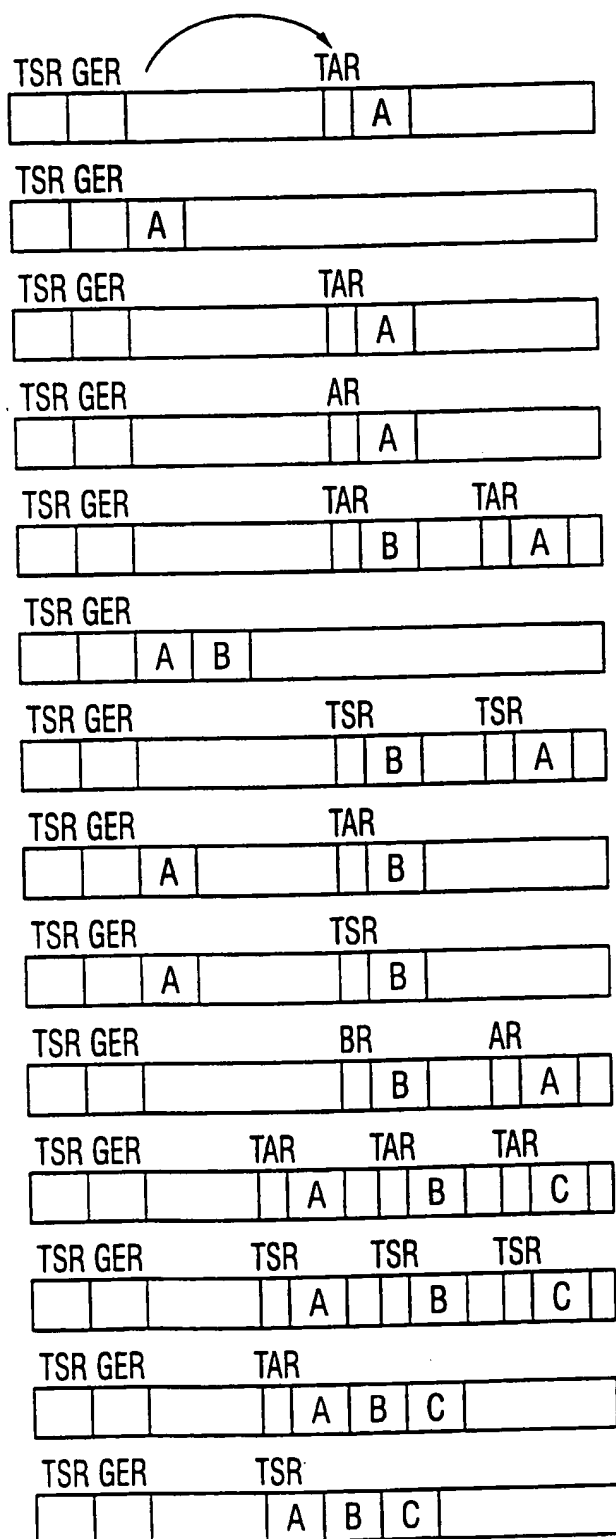 TSR GER TAR
A
TSR GER
A
TSR GER TAR
A
TSR GER AR
A
TSR GER TAR TAR
B A
TSR GER
A B
TSR GER TSR TSR
B A
TSR GER TAR
A B
TSR GER TSR
A B
TSR GER BR AR
B A
TSR GER TAR TAR TAR
A B C
TSR GER TSR TSR TSR
A B C
TSR GER TAR
A B C
TSR GER TSR
A B C